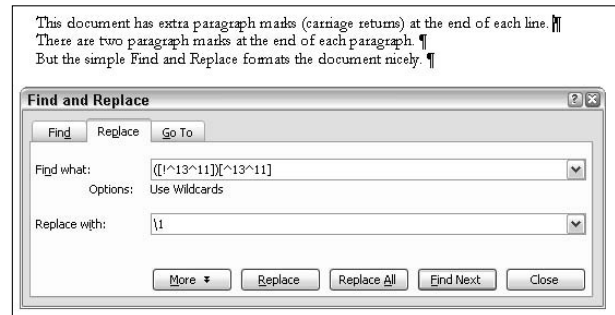 This document has extra paragraph marks (carriage returns) at the end of each line. ¶
There are two paragraph marks at the end of each paragraph. ¶
But the simple Find and Replace formats the document nicely. ¶
Find and Replace
Find Replace Go To
Find what: ([!^13^11])[^13^11]
Options: Use Wildcards
Replace with: \1
More Replace Replace All Find Next Close